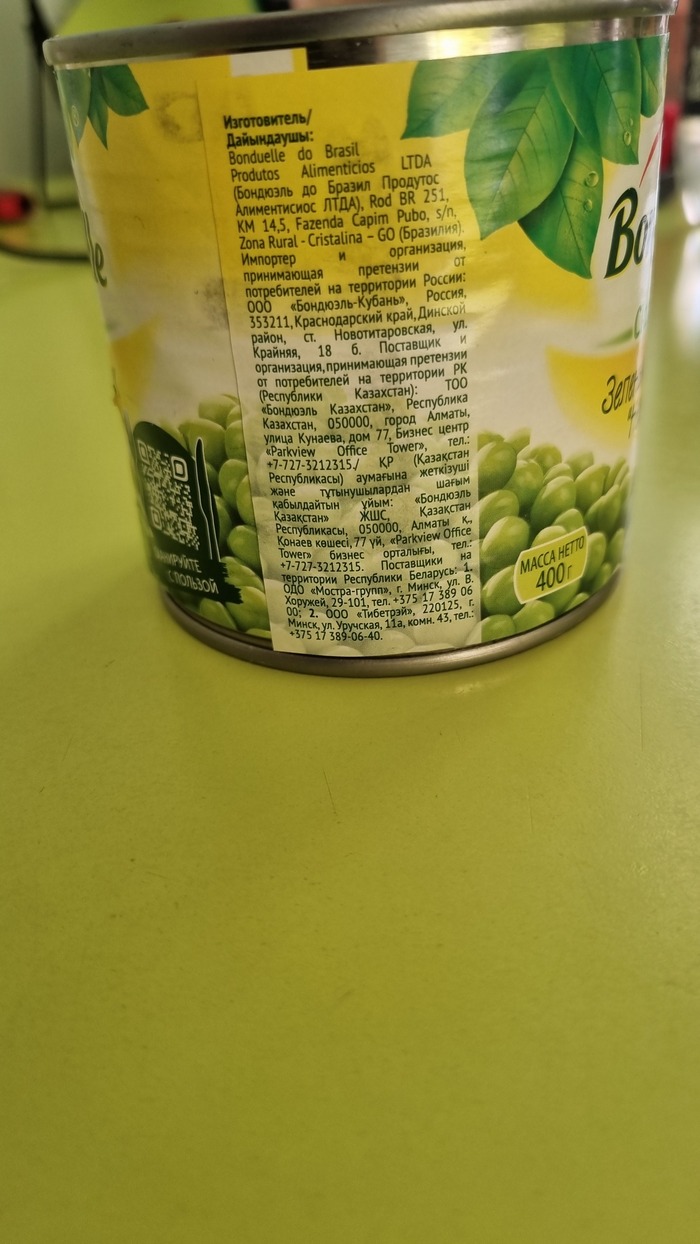 Изготовитель/
Дайындаушы:
Bonduelle do Brasil
Produtos Alimenticios LTDA
(Бондюэль до Бразил Продутос
Алиментисиос ЛТДА), Rod BR 251,
KM 14,5, Fazenda Capim Pubo, s/n,
Zona Rural - Cristalina – GO (Бразилия).
Импортер и организация,
принимающая претензии от
потребителей на территории России:
ООО «Бондюэль-Кубань», Россия,
353211, Краснодарский край, Динской
район, ст. Новотитаровская, ул.
Крайняя, 18 б. Поставщик и
организация, принимающая претензии
от потребителей на территории РК
(Республики Казахстан): ТОО
«Бондюэль Казахстан», Республика
Казахстан, 050000, город Алматы,
улица Кунаева, дом 77, Бизнес центр
«Parkview Office Tower», тел.:
+7-727-3212315./ ҚР (Қазақстан
Республикасы) аумағына жеткізуші
және тұтынушылардан шағым
қабылдайтын ұйым: «Бондюэль
Қазақстан» ЖШС, Қазақстан
Республикасы, 050000, Алматы қ.,
Қонаев көшесі, 77 үй, «Parkview Office
Tower» бизнес орталығы, тел.:
+7-727-3212315. Поставщики на
территории Республики Беларусь: 1.
ОДО «Мостра-групп», г. Минск, ул. В.
Хоружей, 29-101, тел. +375 17 389 06
00; 2. ООО «Тибетрэй», 220125, г.
Минск, ул. Уручская, 11а, комн. 43, тел.:
+375 17 389-06-40.
С ПОЛЬЗОЙ
МАССА НЕТТО
400 г